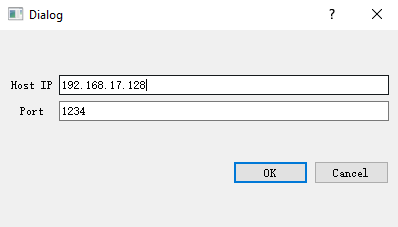 Dialog
Host IP 192.168.17.128
Port 1234
OK Cancel